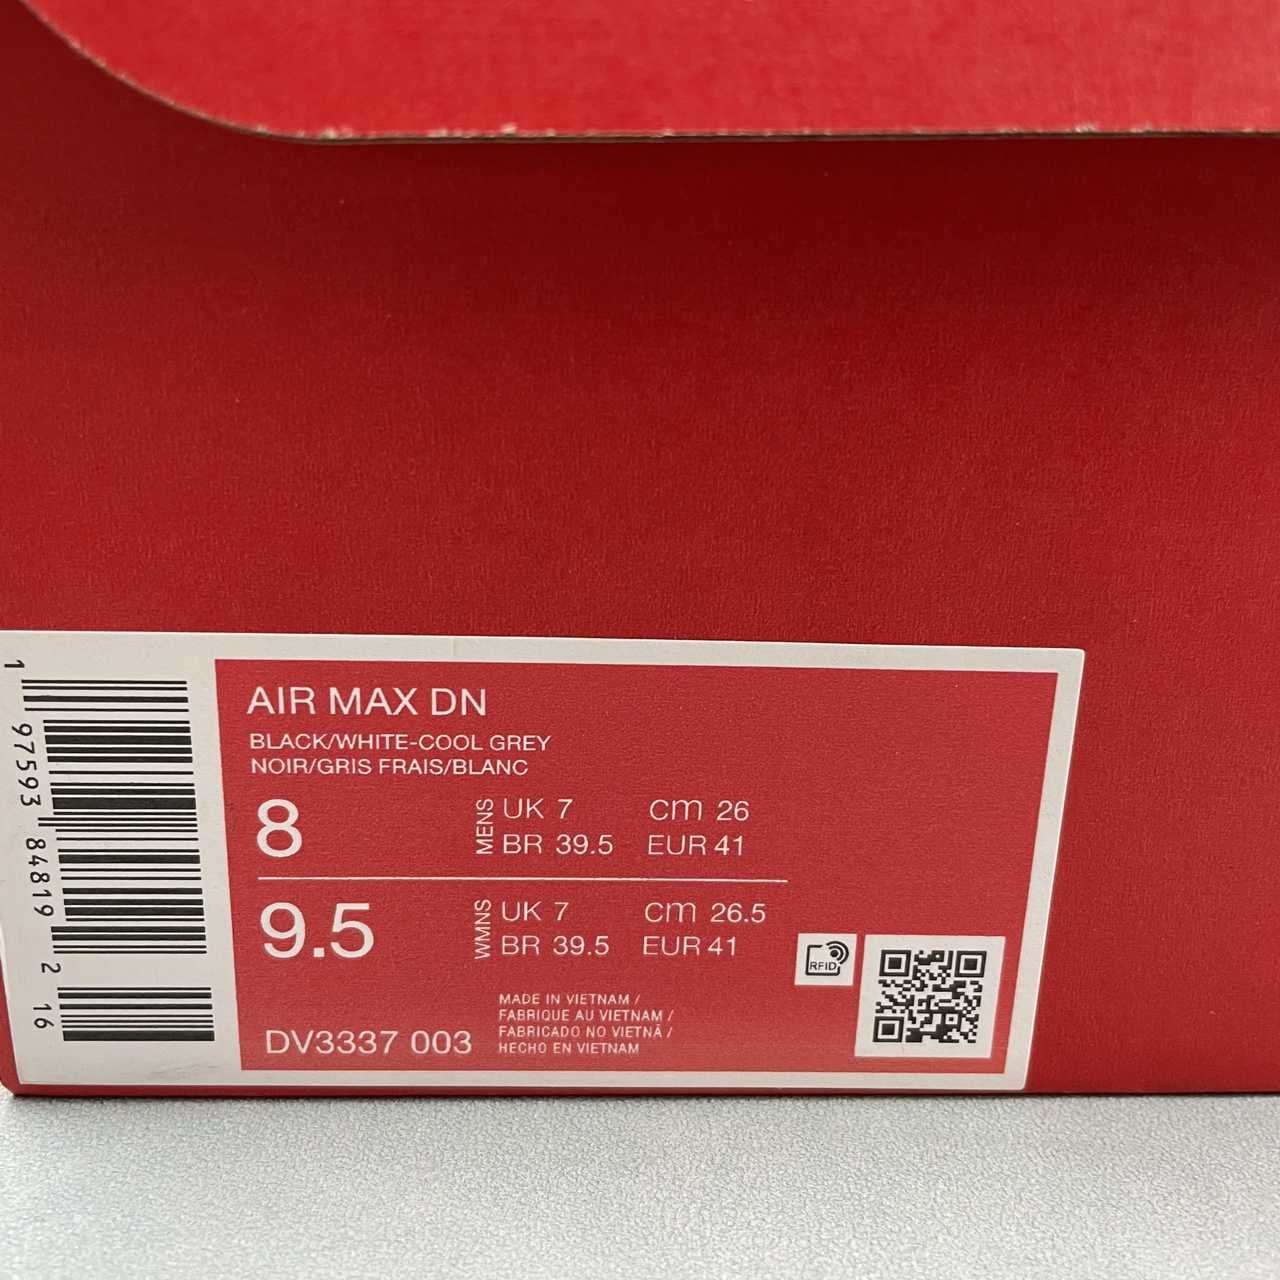 AIR MAX DN
BLACK/WHITE-COOL GREY
NOIR/GRIS FRAIS/BLANC
8
MENS
UK 7 cm 26
BR 39.5 EUR 41
9.5
WMNS
UK 7 cm 26.5
BR 39.5 EUR 41
RFID
DV3337 003
MADE IN VIETNAM /
FABRIQUE AU VIETNAM /
FABRICADO NO VIETNÃ /
HECHO EN VIETNAM
1 97593 84819 2 16